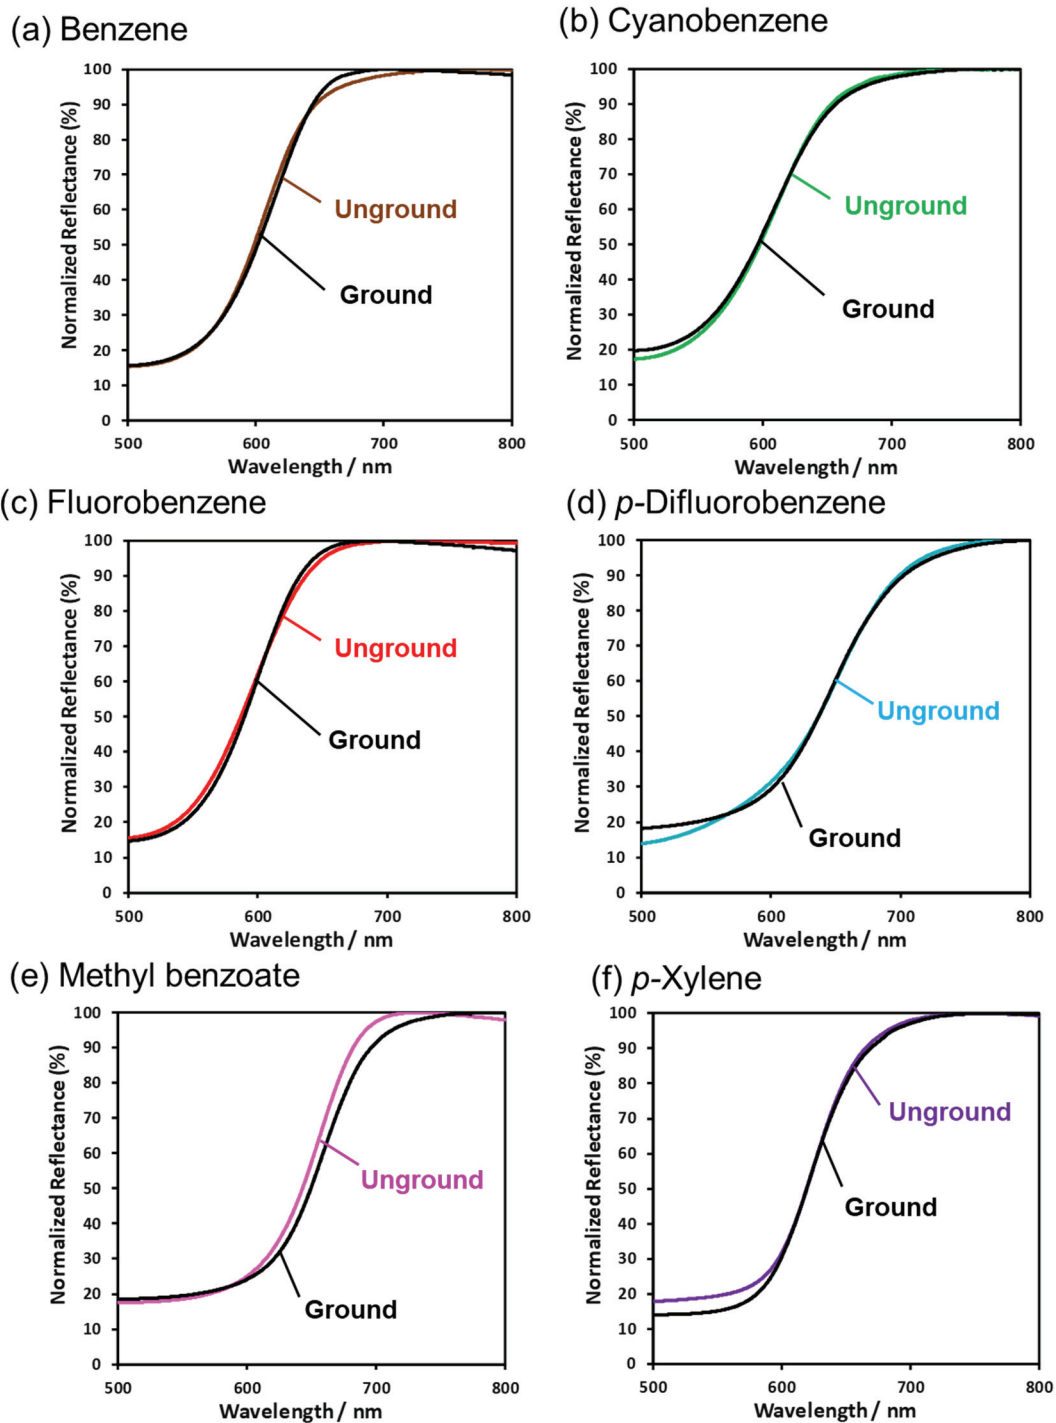 (a) Benzene
Normalized Reflectance (%)
100
90
80
70
60
50
40
30
20
10
0
Unground
Ground
500 600 700 800
Wavelength / nm
(b) Cyanobenzene
Normalized Reflectance (%)
100
90
80
70
60
50
40
30
20
10
0
Unground
Ground
500 600 700 800
Wavelength / nm
(c) Fluorobenzene
Normalized Reflectance (%)
100
90
80
70
60
50
40
30
20
10
0
Unground
Ground
500 600 700 800
Wavelength / nm
(d) p-Difluorobenzene
Normalized Reflectance (%)
100
90
80
70
60
50
40
30
20
10
0
Unground
Ground
500 600 700 800
Wavelength / nm
(e) Methyl benzoate
Normalized Reflectance (%)
100
90
80
70
60
50
40
30
20
10
0
Unground
Ground
500 600 700 800
Wavelength / nm
(f) p-Xylene
Normalized Reflectance (%)
100
90
80
70
60
50
40
30
20
10
0
Unground
Ground
500 600 700 800
Wavelength / nm